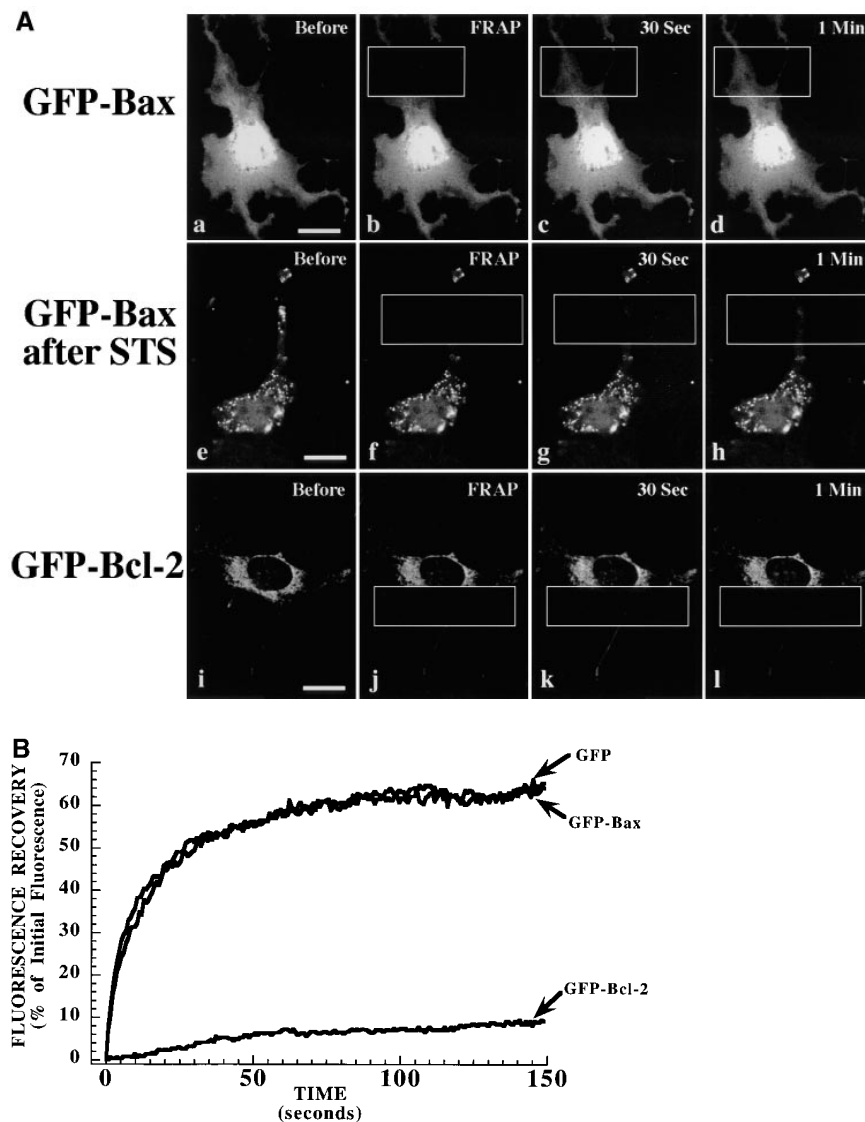 A
Before FRAP 30 Sec 1 Min
GFP-Bax
a b c d
Before FRAP 30 Sec 1 Min
GFP-Bax
after STS
e f g h
Before FRAP 30 Sec 1 Min
GFP-Bcl-2
i j k l
B
FLUORESCENCE RECOVERY
(% of Initial Fluorescence)
70
60
50
40
30
20
10
0
GFP
GFP-Bax
GFP-Bcl-2
0 50 100 150
TIME
(seconds)